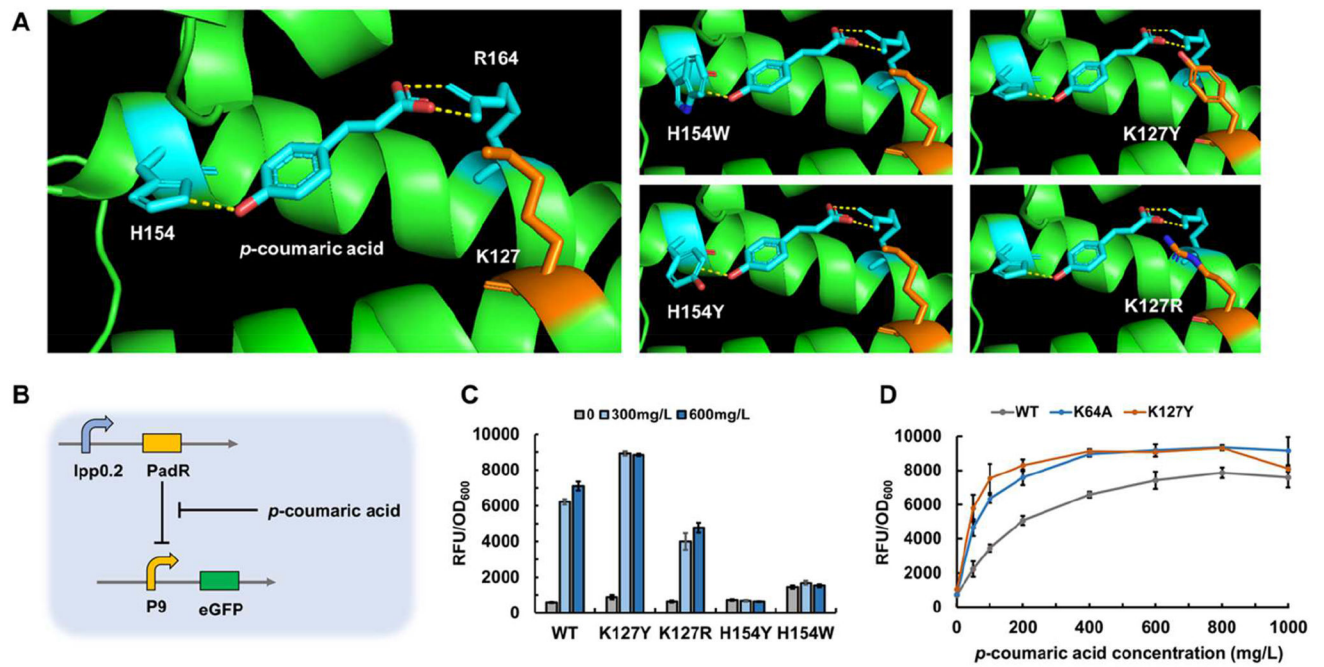 A
R164
H154
p-coumaric acid
K127
H154W
K127Y
H154Y
K127R
B
lpp0.2 PadR
p-coumaric acid
P9 eGFP
C
0 300mg/L 600mg/L
RFU/OD600
10000
8000
6000
4000
2000
0
WT K127Y K127R H154Y H154W
D
WT K64A K127Y
RFU/OD600
10000
8000
6000
4000
2000
0
0 200 400 600 800 1000
p-coumaric acid concentration (mg/L)